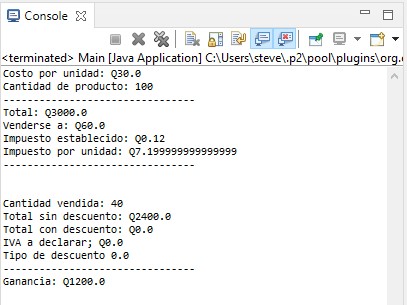 Console
<terminated> Main [Java Application] C:\Users\steve\.p2\pool\plugins\org.
Costo por unidad: Q30.0
Cantidad de producto: 100
-------------------------------
Total: Q3000.0
Venderse a: Q60.0
Impuesto establecido: Q0.12
Impuesto por unidad: Q7.199999999999999
-------------------------------
Cantidad vendida: 40
Total sin descuento: Q2400.0
Total con descuento: Q0.0
IVA a declarar; Q0.0
Tipo de descuento 0.0
-------------------------------
Ganancia: Q1200.0